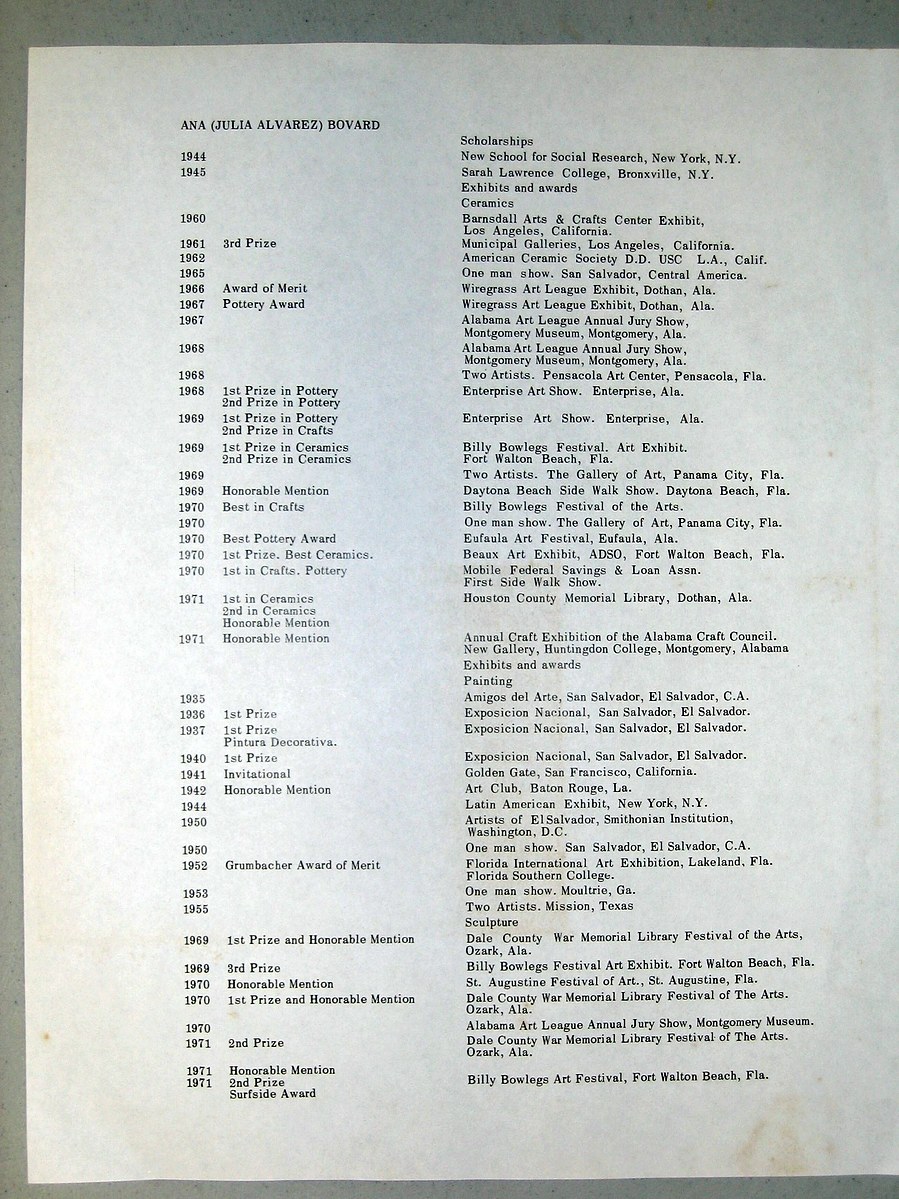 ANA (JULIA ALVAREZ) BOVARD
Scholarships
1944 New School for Social Research, New York, N.Y.
1945 Sarah Lawrence College, Bronxville, N.Y.
Exhibits and awards
Ceramics
1960 Barnsdall Arts & Crafts Center Exhibit,
Los Angeles, California.
1961 3rd Prize Municipal Galleries, Los Angeles, California.
1962 American Ceramic Society D.D. USC L.A., Calif.
1965 One man show. San Salvador, Central America.
1966 Award of Merit Wiregrass Art League Exhibit, Dothan, Ala.
1967 Pottery Award Wiregrass Art League Exhibit, Dothan, Ala.
1967 Alabama Art League Annual Jury Show,
Montgomery Museum, Montgomery, Ala.
1968 Alabama Art League Annual Jury Show,
Montgomery Museum, Montgomery, Ala.
1968 Two Artists. Pensacola Art Center, Pensacola, Fla.
1968 1st Prize in Pottery Enterprise Art Show. Enterprise, Ala.
2nd Prize in Pottery
1969 1st Prize in Pottery Enterprise Art Show. Enterprise, Ala.
2nd Prize in Crafts
1969 1st Prize in Ceramics Billy Bowlegs Festival. Art Exhibit.
2nd Prize in Ceramics Fort Walton Beach, Fla.
1969 Two Artists. The Gallery of Art, Panama City, Fla.
1969 Honorable Mention Daytona Beach Side Walk Show. Daytona Beach, Fla.
1970 Best in Crafts Billy Bowlegs Festival of the Arts.
1970 One man show. The Gallery of Art, Panama City, Fla.
1970 Best Pottery Award Eufaula Art Festival, Eufaula, Ala.
1970 1st Prize. Best Ceramics. Beaux Art Exhibit, ADSO, Fort Walton Beach, Fla.
1970 1st in Crafts. Pottery Mobile Federal Savings & Loan Assn.
First Side Walk Show.
1971 1st in Ceramics Houston County Memorial Library, Dothan, Ala.
2nd in Ceramics
Honorable Mention
1971 Honorable Mention Annual Craft Exhibition of the Alabama Craft Council.
New Gallery, Huntingdon College, Montgomery, Alabama
Exhibits and awards
Painting
1935 Amigos del Arte, San Salvador, El Salvador, C.A.
1936 1st Prize Exposicion Nacional, San Salvador, El Salvador.
1937 1st Prize Exposicion Nacional, San Salvador, El Salvador.
Pintura Decorativa.
1940 1st Prize Exposicion Nacional, San Salvador, El Salvador.
1941 Invitational Golden Gate, San Francisco, California.
1942 Honorable Mention Art Club, Baton Rouge, La.
1944 Latin American Exhibit, New York, N.Y.
1950 Artists of El Salvador, Smithonian Institution,
Washington, D.C.
1950 One man show. San Salvador, El Salvador, C.A.
1952 Grumbacher Award of Merit Florida International Art Exhibition, Lakeland, Fla.
Florida Southern College.
1953 One man show. Moultrie, Ga.
1955 Two Artists. Mission, Texas
Sculpture
1969 1st Prize and Honorable Mention Dale County War Memorial Library Festival of the Arts,
Ozark, Ala.
1969 3rd Prize Billy Bowlegs Festival Art Exhibit. Fort Walton Beach, Fla.
1970 Honorable Mention St. Augustine Festival of Art., St. Augustine, Fla.
1970 1st Prize and Honorable Mention Dale County War Memorial Library Festival of The Arts.
Ozark, Ala.
1970 Alabama Art League Annual Jury Show, Montgomery Museum.
1971 2nd Prize Dale County War Memorial Library Festival of The Arts.
Ozark, Ala.
1971 Honorable Mention
1971 2nd Prize Billy Bowlegs Art Festival, Fort Walton Beach, Fla.
Surfside Award